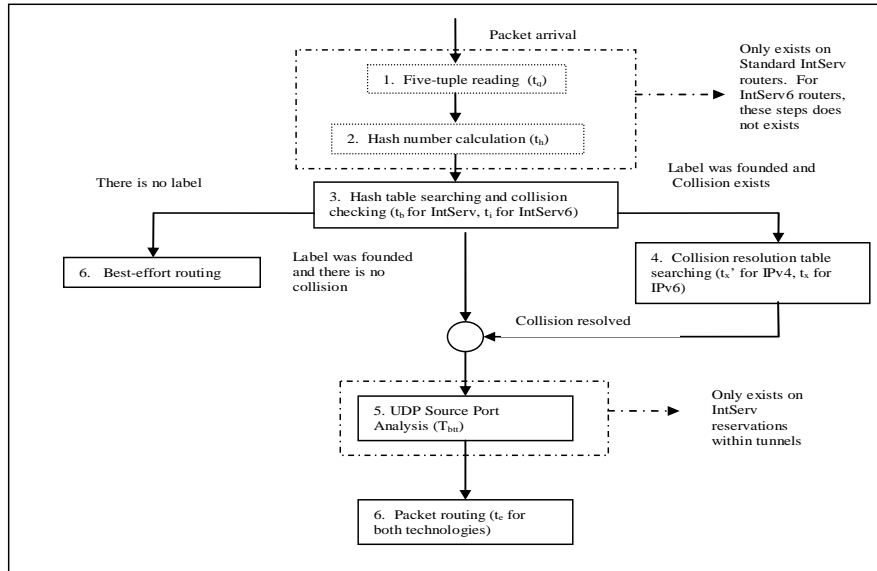 Packet arrival
1. Five-tuple reading (tq)
2. Hash number calculation (th)
Only exists on
Standard IntServ
routers. For
IntServ6 routers,
these steps does
not exists
There is no label
Label was founded and
Collision exists
3. Hash table searching and collision
checking (tb for IntServ, ti for IntServ6)
6. Best-effort routing
Label was founded
and there is no
collision
4. Collision resolution table
searching (tx' for IPv4, tx for
IPv6)
Collision resolved
5. UDP Source Port
Analysis (Tbtt)
Only exists on
IntServ
reservations
within tunnels
6. Packet routing (te for
both technologies)